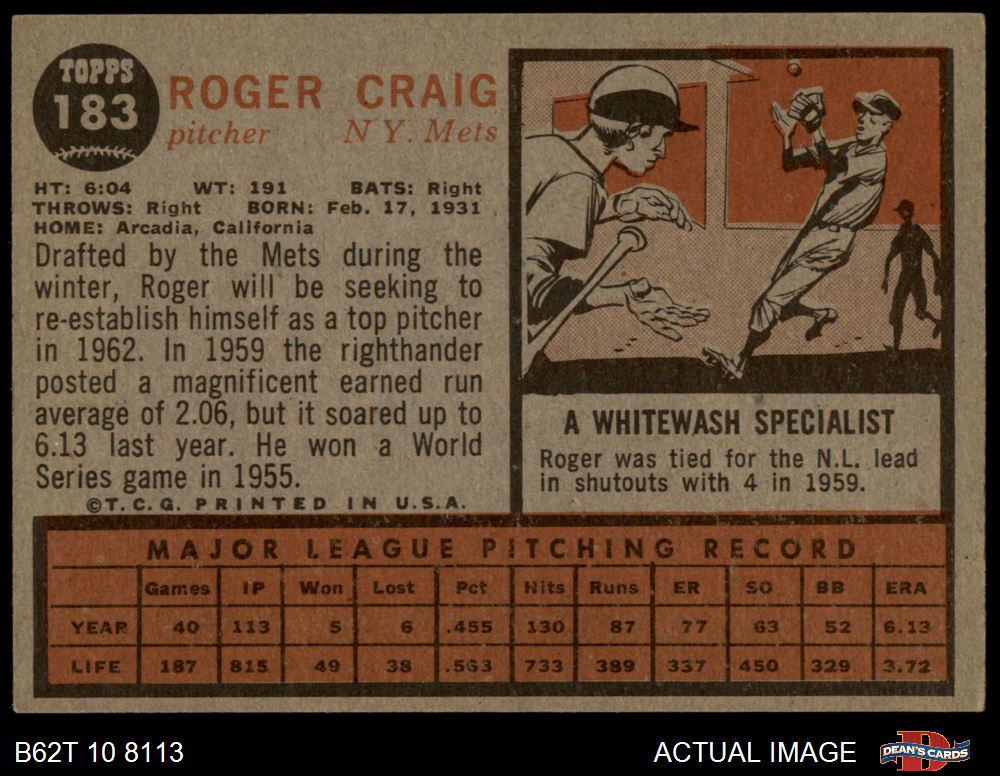 TOPPS
183
ROGER CRAIG
pitcher N Y. Mets
HT: 6:04 WT: 191 BATS: Right
THROWS: Right BORN: Feb. 17, 1931
HOME: Arcadia, California
Drafted by the Mets during the
winter, Roger will be seeking to
re-establish himself as a top pitcher
in 1962. In 1959 the righthander
posted a magnificent earned run
average of 2.06, but it soared up to
6.13 last year. He won a World
Series game in 1955.
©T.C.G. PRINTED IN U.S.A.
A WHITEWASH SPECIALIST
Roger was tied for the N.L. lead
in shutouts with 4 in 1959.
MAJOR LEAGUE PITCHING RECORD
Games IP Won Lost Pct Hits Runs ER SO BB ERA
YEAR 40 113 5 6 .455 130 87 77 63 52 6.13
LIFE 187 815 49 38 .563 733 389 337 450 329 3.72
B62T 10 8113 ACTUAL IMAGE DEAN'S CARDS